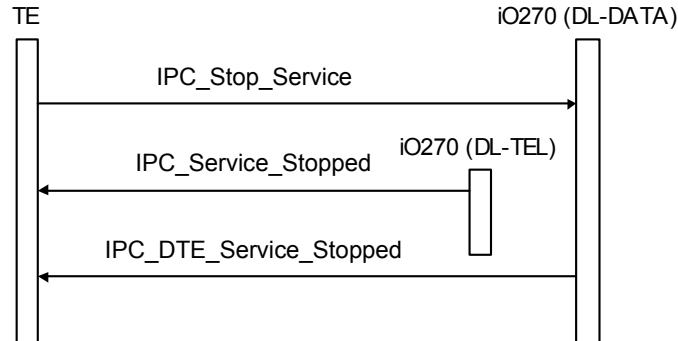 TE
iO270 (DL-DATA)
IPC_Stop_Service
iO270 (DL-TEL)
IPC_Service_Stopped
IPC_DTE_Service_Stopped